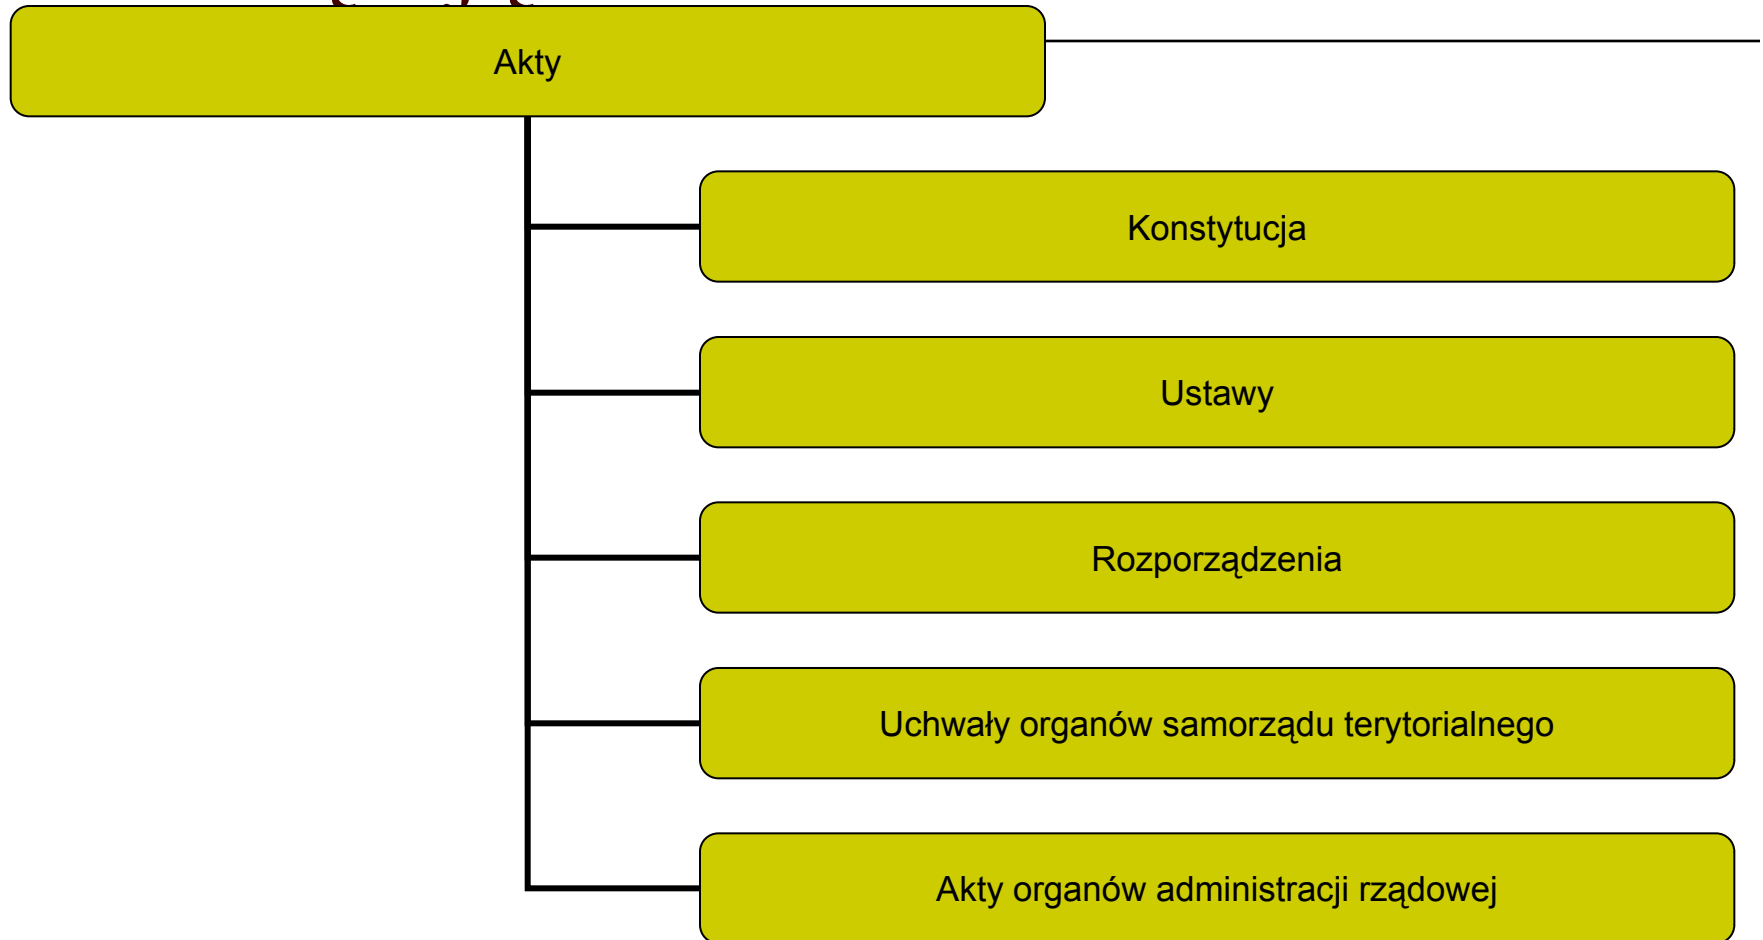 Akty
Konstytucja
Ustawy
Rozporządzenia
Uchwały organów samorządu terytorialnego
Akty organów administracji rządowej